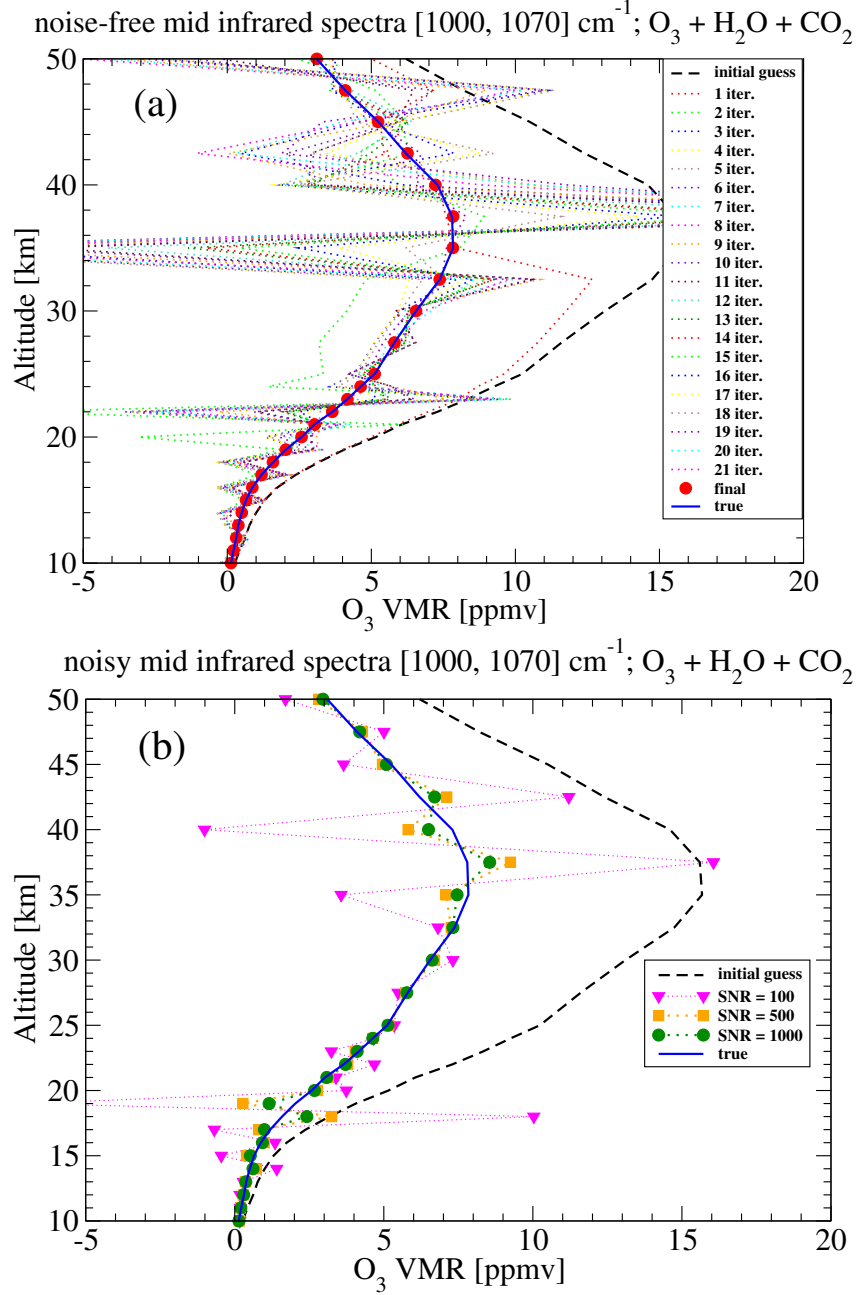 noise-free mid infrared spectra [1000, 1070] cm⁻¹; O₃ + H₂O + CO₂
50
(a)
40
30
20
10
-5
0
5
10
15
20
Altitude [km]
O₃ VMR [ppmv]
initial guess
1 iter.
2 iter.
3 iter.
4 iter.
5 iter.
6 iter.
7 iter.
8 iter.
9 iter.
10 iter.
11 iter.
12 iter.
13 iter.
14 iter.
15 iter.
16 iter.
17 iter.
18 iter.
19 iter.
20 iter.
21 iter.
final
true
noisy mid infrared spectra [1000, 1070] cm⁻¹; O₃ + H₂O + CO₂
50
(b)
45
40
35
30
25
20
15
10
-5
0
5
10
15
20
Altitude [km]
O₃ VMR [ppmv]
initial guess
SNR = 100
SNR = 500
SNR = 1000
true